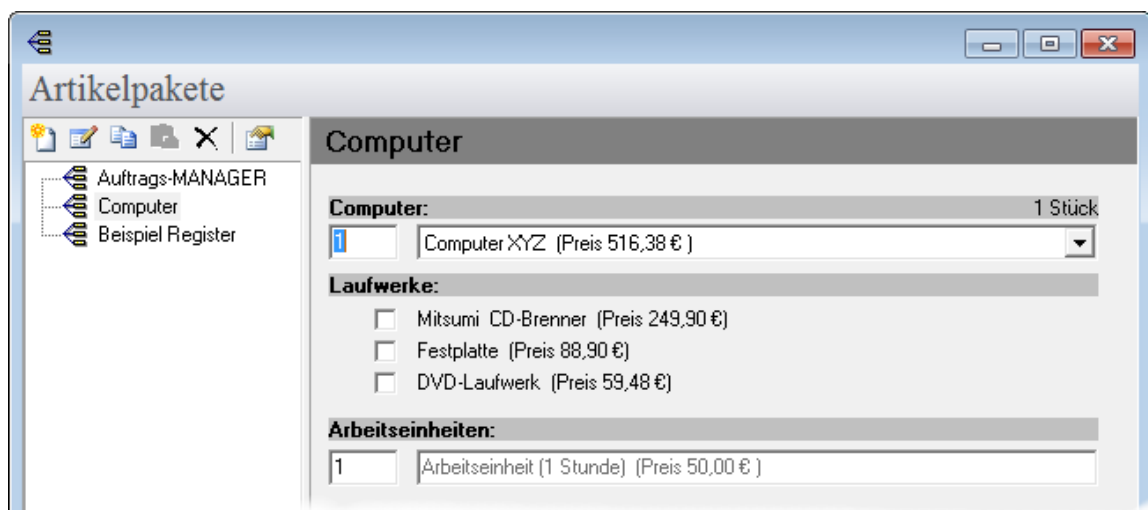 Artikelpakete
Auftrags-MANAGER
Computer
Beispiel Register
Computer
Computer: 1 Stück
1 Computer XYZ (Preis 516,38 € )
Laufwerke:
Mitsumi CD-Brenner (Preis 249,90 €)
Festplatte (Preis 88,90 €)
DVD-Laufwerk (Preis 59,48 €)
Arbeitseinheiten:
1 Arbeitseinheit (1 Stunde) (Preis 50,00 € )